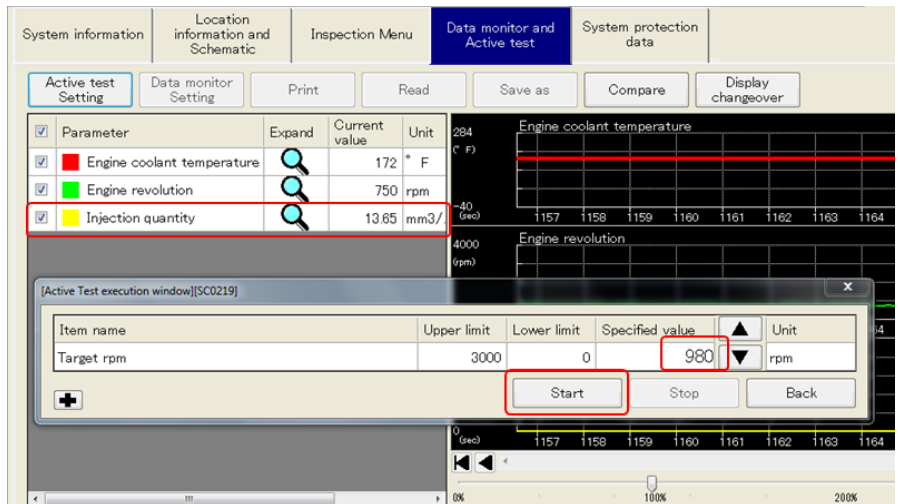 System information
Location
information and
Schematic
Inspection Menu
Data monitor and
Active test
System protection
data
Active test
Setting
Data monitor
Setting
Print
Read
Save as
Compare
Display
changeover
Parameter
Expand
Current
value
Unit
Engine coolant temperature
172
° F
Engine revolution
750
rpm
Injection quantity
13.65
mm3/.
284
(° F)
Engine coolant temperature
-40
(sec)
1157 1158 1159 1160 1161 1162 1163 1164
4000
(rpm)
Engine revolution
[Active Test execution window][SC0219]
x
Item name
Upper limit
Lower limit
Specified value
Unit
Target rpm
3000
0
980
rpm
Start
Stop
Back
64
0
(sec)
1157 1158 1159 1160 1161 1162 1163 1164
0%
100%
200%